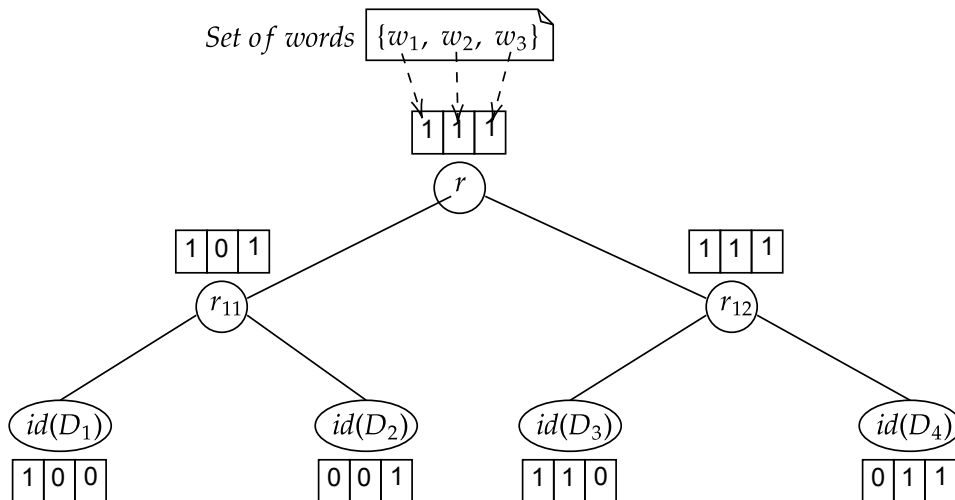 Set of words {w₁, w₂, w₃}
1 1 1
r
1 0 1 1 1 1
r₁₁ r₁₂
id(D₁) id(D₂) id(D₃) id(D₄)
1 0 0 0 0 1 1 1 0 0 1 1